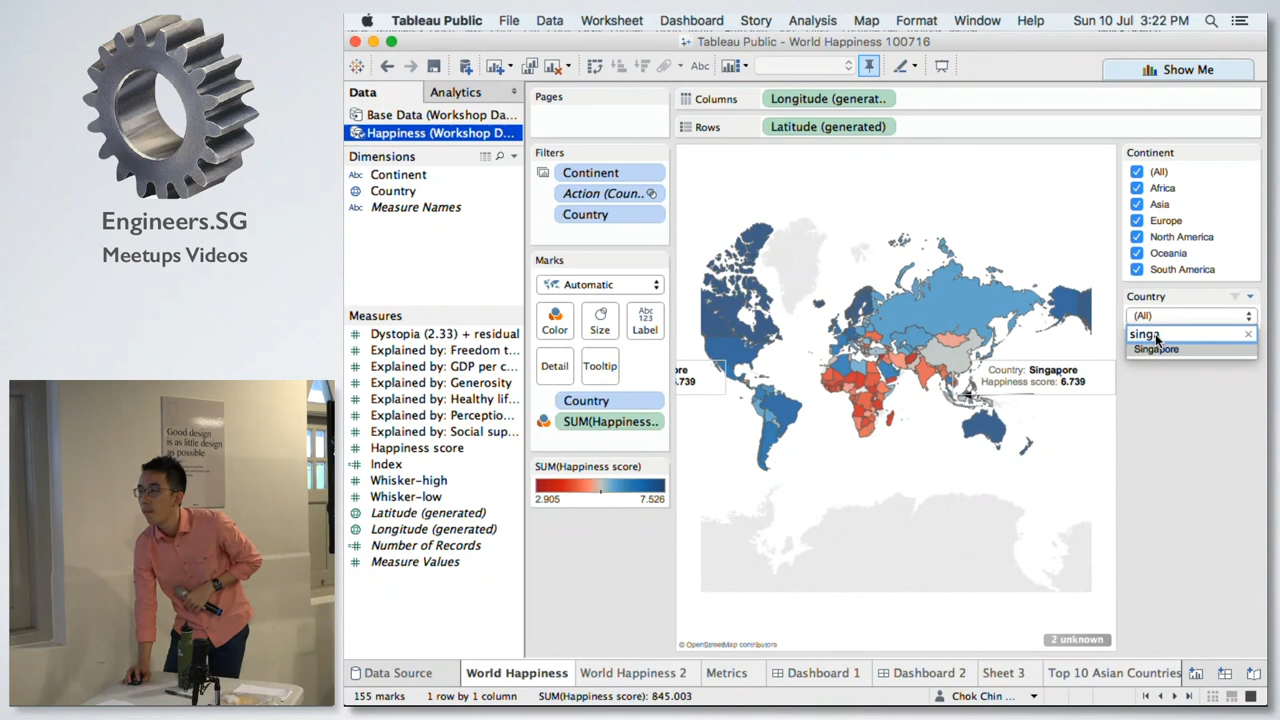 Engineers.SG
Meetups Videos
Good design
is as little design
as possible
Tableau Public File Data Worksheet Dashboard Story Analysis Map Format Window Help Sun 10 Jul 3:22 PM
Tableau Public - World Happiness 100716
Abc
Show Me
Data Analytics
Base Data (Workshop Da...
Happiness (Workshop D...
Dimensions
Abc Continent
Country
Abc Measure Names
Measures
Dystopia (2.33) + residual
Explained by: Freedom t...
Explained by: GDP per c...
Explained by: Generosity
Explained by: Healthy lif...
Explained by: Perceptio...
Explained by: Social sup...
Happiness score
Index
Whisker-high
Whisker-low
Latitude (generated)
Longitude (generated)
Number of Records
Measure Values
Pages
Filters
Continent
Action (Coun..
Country
Marks
Automatic
Color
Size
Abc
123
Label
Detail
Tooltip
Country
SUM(Happiness..
SUM(Happiness score)
2.905 7.526
Columns Longitude (generat..
Rows Latitude (generated)
ore
6.739
Country: Singapore
Happiness score: 6.739
© OpenStreetMap contributors
2 unknown
Continent
(All)
Africa
Asia
Europe
North America
Oceania
South America
Country
(All)
singa
Singapore
Data Source World Happiness World Happiness 2 Metrics Dashboard 1 Dashboard 2 Sheet 3 Top 10 Asian Countries
155 marks 1 row by 1 column SUM(Happiness score): 845.003 Chok Chin ...